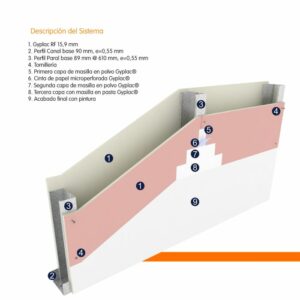 Descripción del Sistema
1. Gyplac RF 15,9 mm
2. Perfil Canal base 90 mm, e=0,55 mm
3. Perfil Paral base 89 mm @ 610 mm, e=0,55 mm
4. Tornillería
5. Primera capa de masilla en polvo Gyplac®
6. Cinta de papel microperforada Gyplac®
7. Segunda capa de masilla en polvo Gyplac®
8. Tercera capa con masilla en pasta Gyplac®
9. Acabado final con pintura
3
4
1
5
6
7
8
1
3
9
4
2